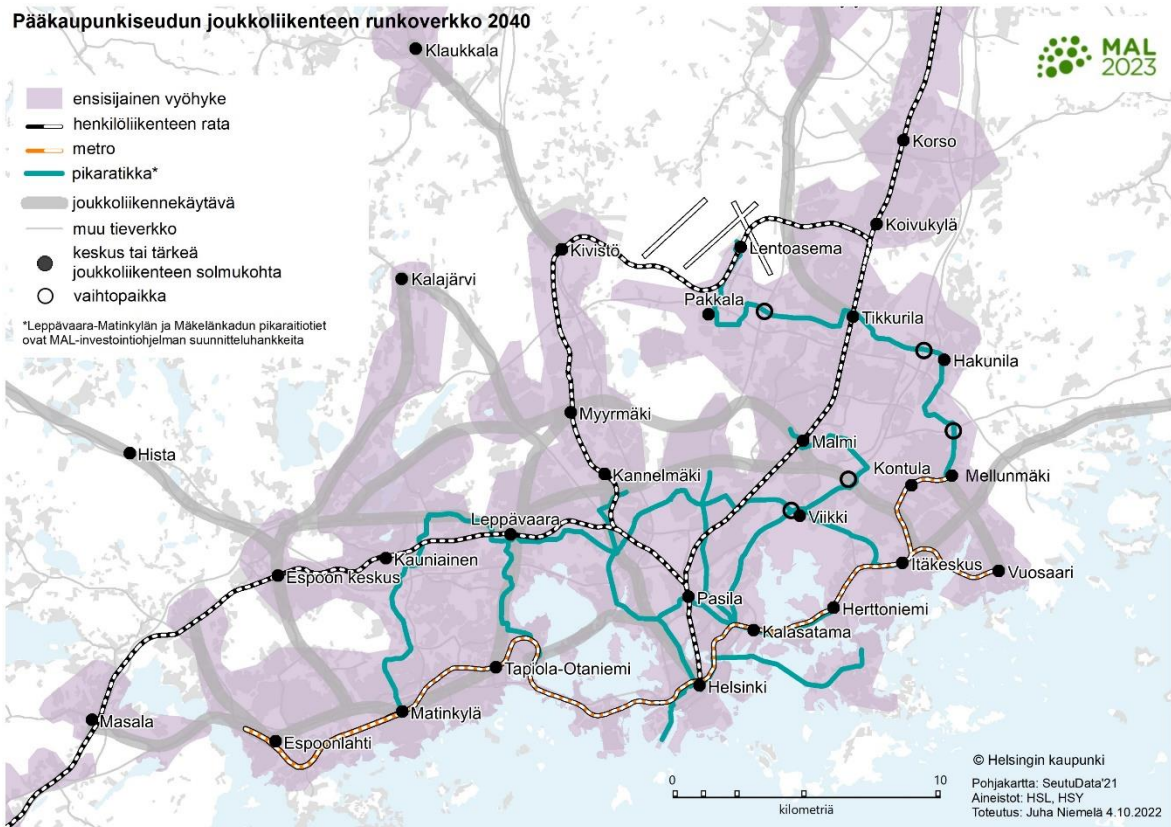 Pääkaupunkiseudun joukkoliikenteen runkoverkko 2040
MAL
2023
ensisijainen vyöhyke
henkilöliikenteen rata
metro
pikaratikka*
joukkoliikennekäytävä
muu tieverkko
keskus tai tärkeä
joukkoliikenteen solmukohta
vaihtopaikka
*Leppävaara-Matinkylän ja Mäkelänkadun pikaraitiotiet
ovat MAL-investointiohjelman suunnitteluhankkeita
Klaukkala
Korso
Koivukylä
Kivistö
Lentoasema
Kalajärvi
Pakkala
Tikkurila
Hakunila
Myyrmäki
Malmi
Hista
Kannelmäki
Kontula
Mellunmäki
Leppävaara
Viikki
Kauniainen
Itäkeskus
Espoon keskus
Vuosaari
Pasila
Herttoniemi
Kalasatama
Tapiola-Otaniemi
Helsinki
Matinkylä
Masala
Espoonlahti
0 10
kilometriä
© Helsingin kaupunki
Pohjakartta: SeutuData'21
Aineistot: HSL, HSY
Toteutus: Juha Niemelä 4.10.2022